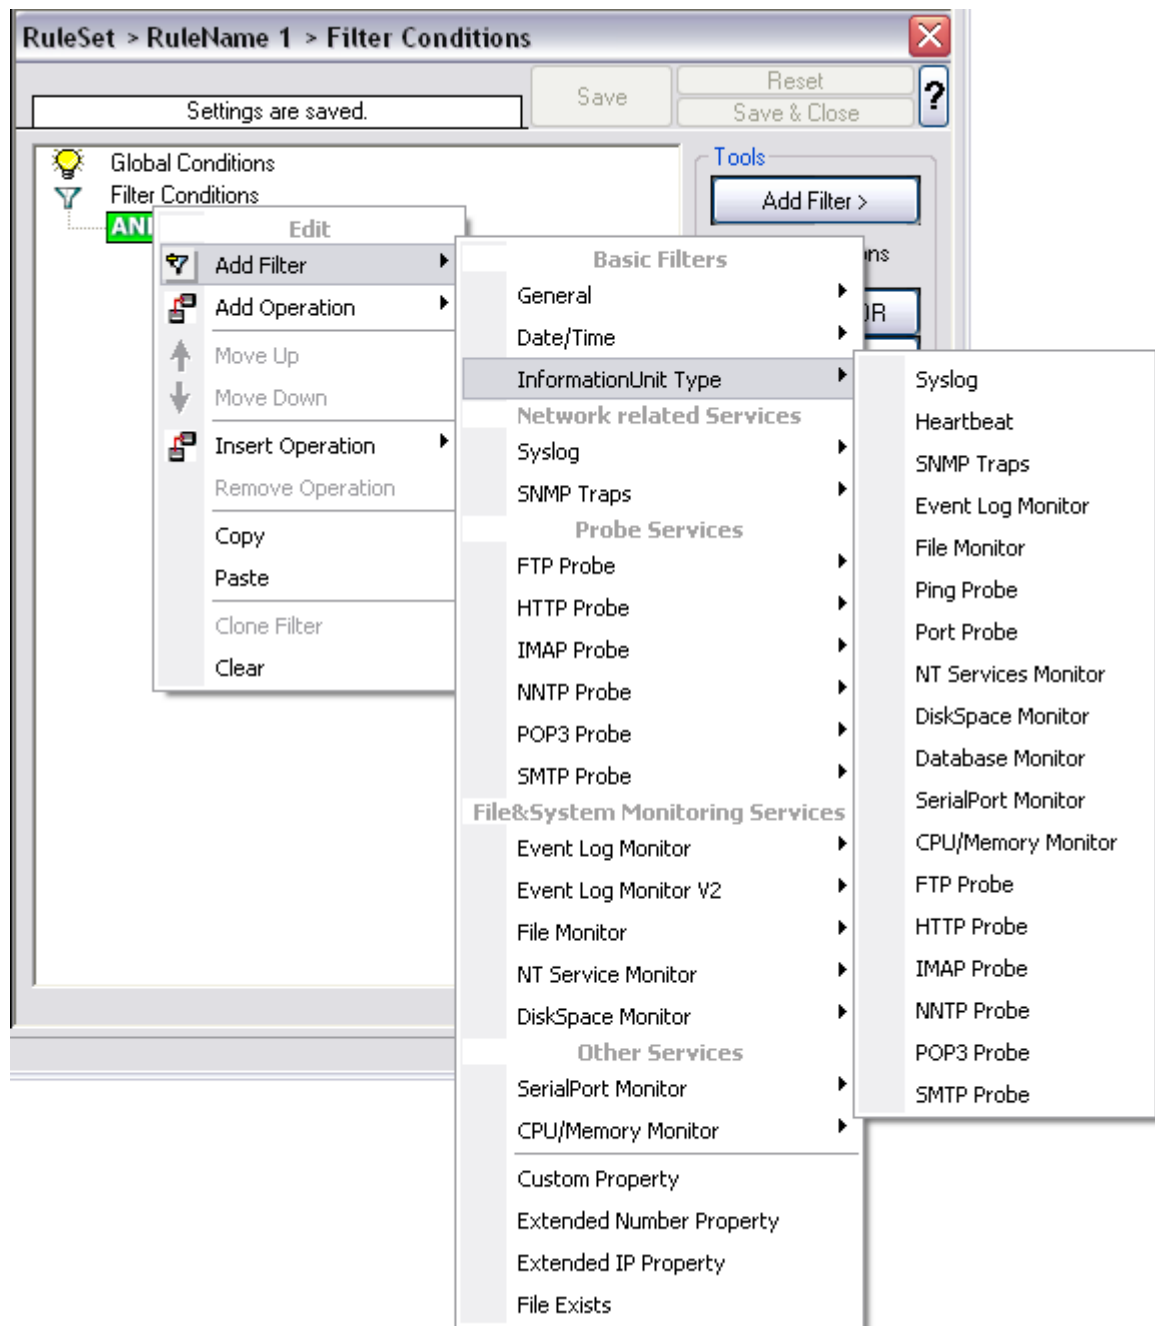 RuleSet > RuleName 1 > Filter Conditions
Settings are saved.
Save
Reset
Save & Close
?
Global Conditions
Filter Conditions
Tools
Add Filter >
Edit
Add Filter
Add Operation
Move Up
Move Down
Insert Operation
Remove Operation
Copy
Paste
Clone Filter
Clear
Basic Filters
General
Date/Time
InformationUnit Type
Network related Services
Syslog
SNMP Traps
Probe Services
FTP Probe
HTTP Probe
IMAP Probe
NNTP Probe
POP3 Probe
SMTP Probe
File&System Monitoring Services
Event Log Monitor
Event Log Monitor V2
File Monitor
NT Service Monitor
DiskSpace Monitor
Other Services
SerialPort Monitor
CPU/Memory Monitor
Custom Property
Extended Number Property
Extended IP Property
File Exists
Syslog
Heartbeat
SNMP Traps
Event Log Monitor
File Monitor
Ping Probe
Port Probe
NT Services Monitor
DiskSpace Monitor
Database Monitor
SerialPort Monitor
CPU/Memory Monitor
FTP Probe
HTTP Probe
IMAP Probe
NNTP Probe
POP3 Probe
SMTP Probe